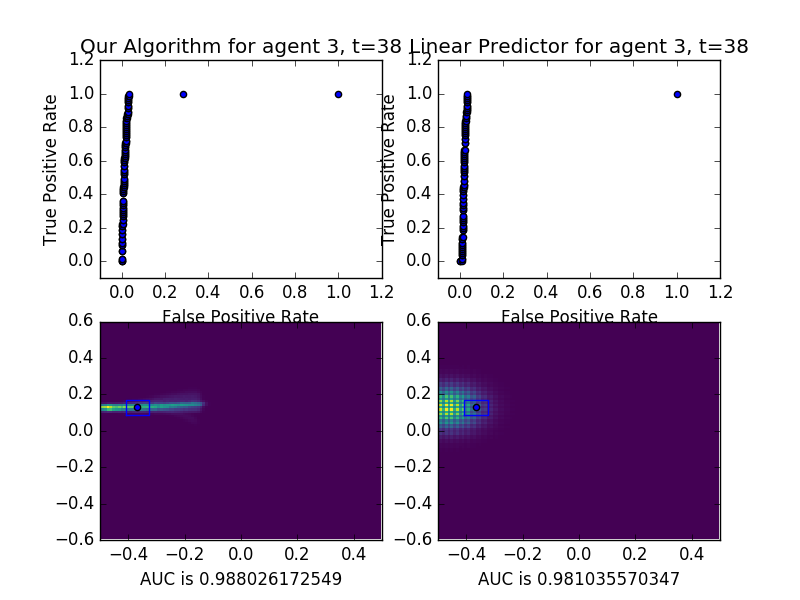 Our Algorithm for agent 3, t=38
Linear Predictor for agent 3, t=38
1.2
1.0
0.8
0.6
0.4
0.2
0.0
True Positive Rate
0.0 0.2 0.4 0.6 0.8 1.0 1.2
False Positive Rate
1.2
1.0
0.8
0.6
0.4
0.2
0.0
True Positive Rate
0.0 0.2 0.4 0.6 0.8 1.0 1.2
False Positive Rate
0.6
0.4
0.2
0.0
−0.2
−0.4
−0.6
−0.4 −0.2 0.0 0.2 0.4
AUC is 0.988026172549
0.6
0.4
0.2
0.0
−0.2
−0.4
−0.6
−0.4 −0.2 0.0 0.2 0.4
AUC is 0.981035570347